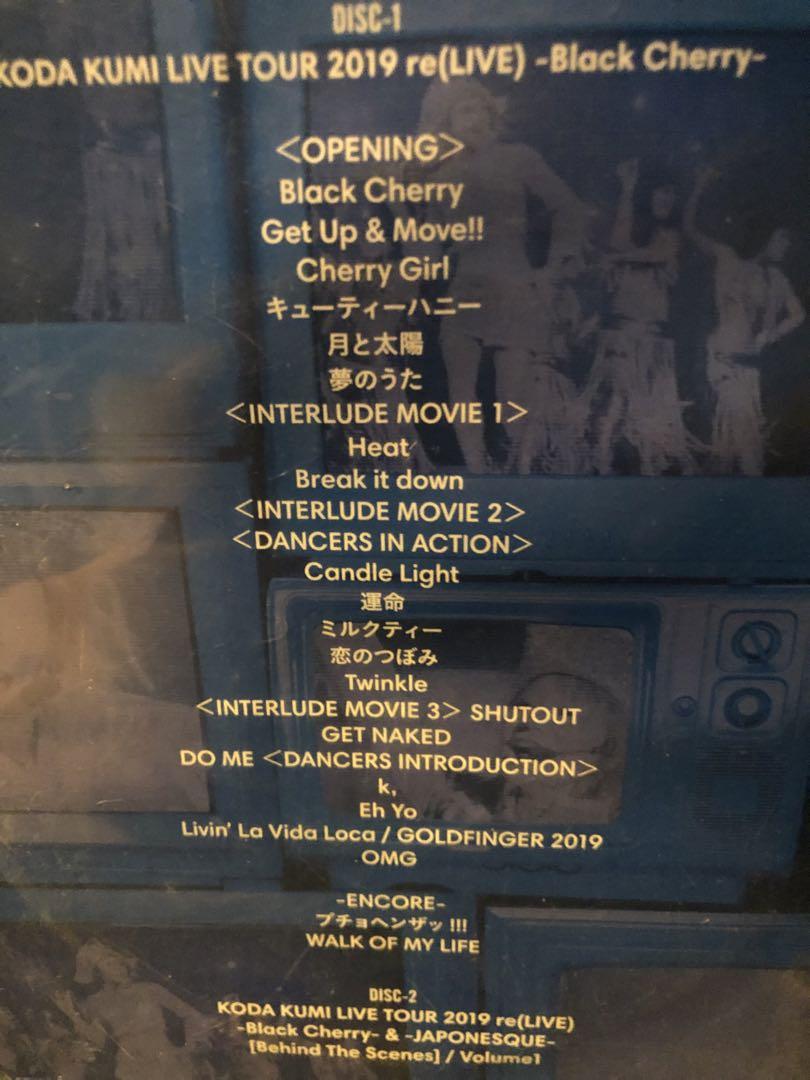 DISC-1
KODA KUMI LIVE TOUR 2019 re(LIVE) -Black Cherry-
<OPENING>
Black Cherry
Get Up & Move!!
Cherry Girl
キューティーハニー
月と太陽
夢のうた
<INTERLUDE MOVIE 1>
Heat
Break it down
<INTERLUDE MOVIE 2>
<DANCERS IN ACTION>
Candle Light
運命
ミルクティー
恋のつぼみ
Twinkle
<INTERLUDE MOVIE 3> SHUTOUT
GET NAKED
DO ME <DANCERS INTRODUCTION>
k,
Eh Yo
Livin' La Vida Loca / GOLDFINGER 2019
OMG
-ENCORE-
プチョヘンザッ!!!
WALK OF MY LIFE
DISC-2
KODA KUMI LIVE TOUR 2019 re(LIVE)
-Black Cherry- & -JAPONESQUE-
[Behind The Scenes] / Volume1